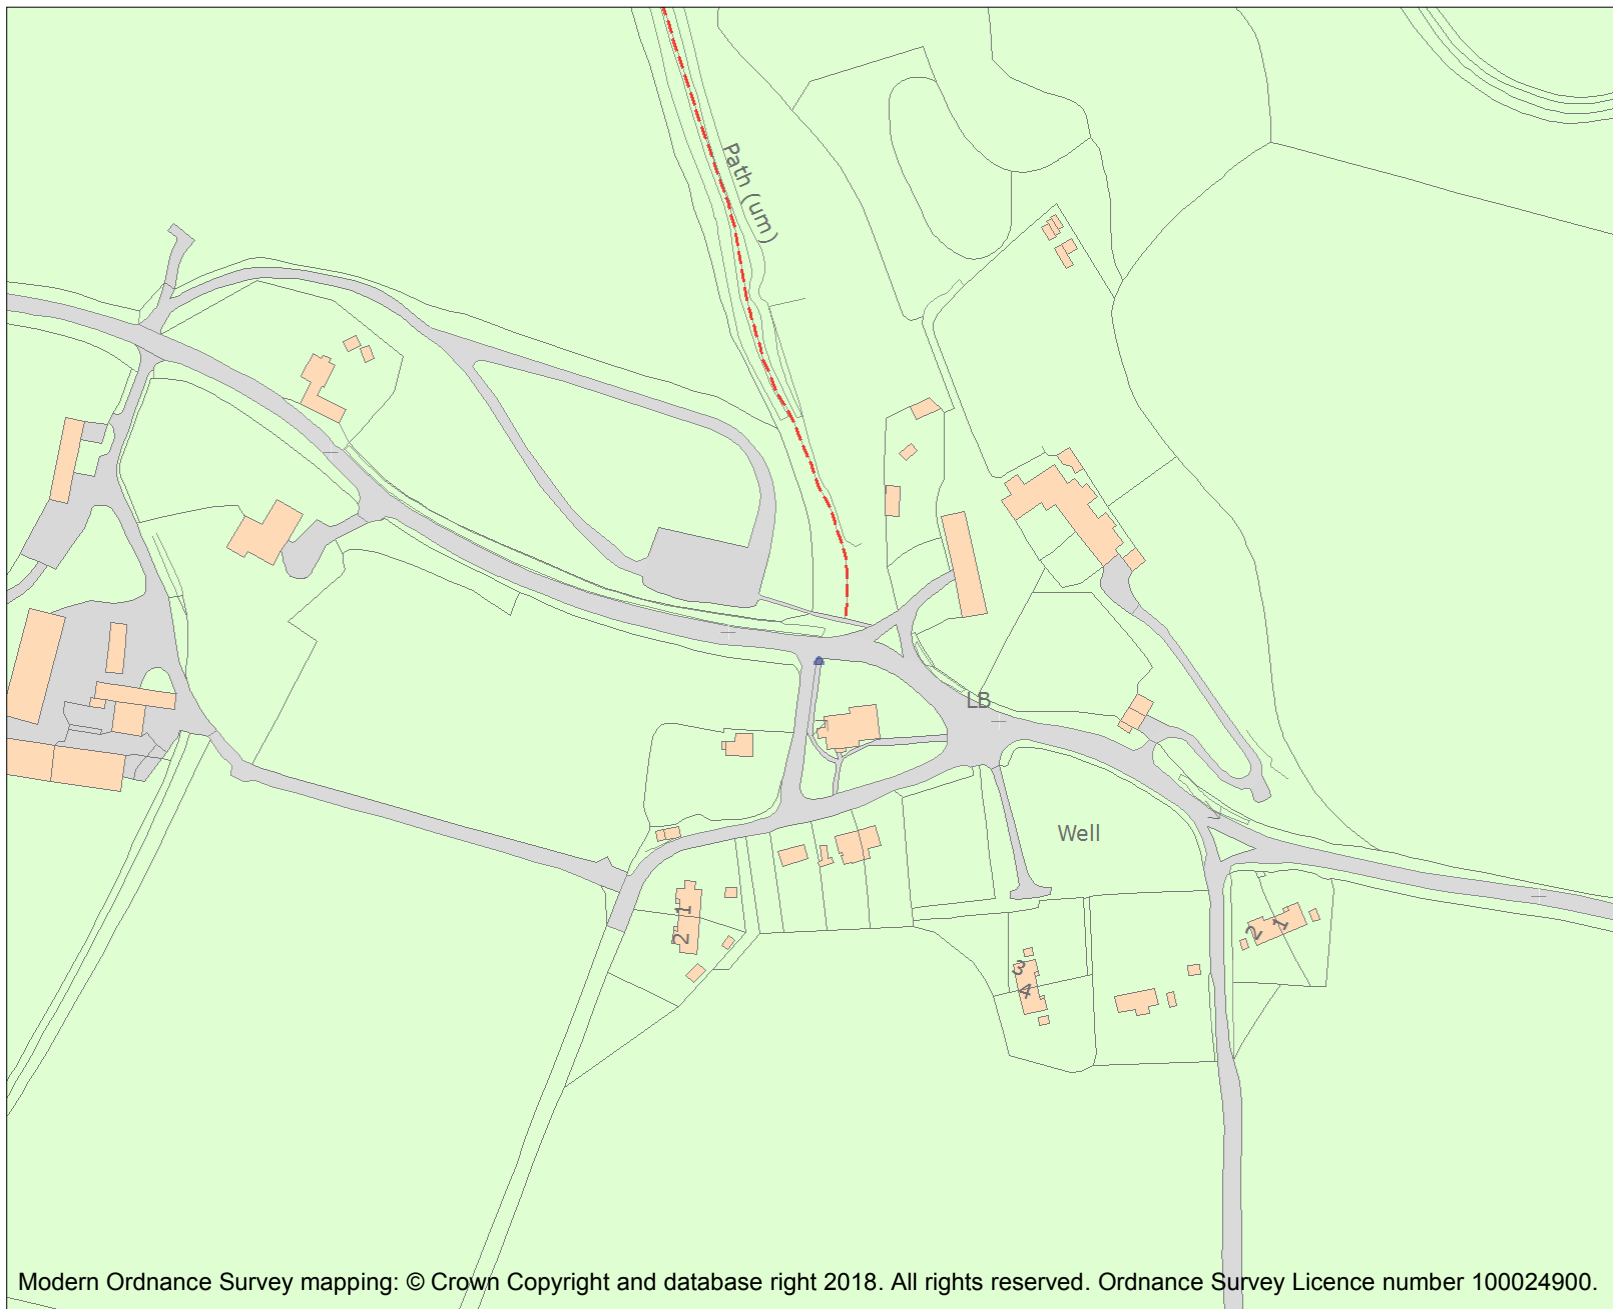 Path (um)
LB
Well
1
2
3
4
2
1
Modern Ordnance Survey mapping: © Crown Copyright and database right 2018. All rights reserved. Ordnance Survey Licence number 100024900.